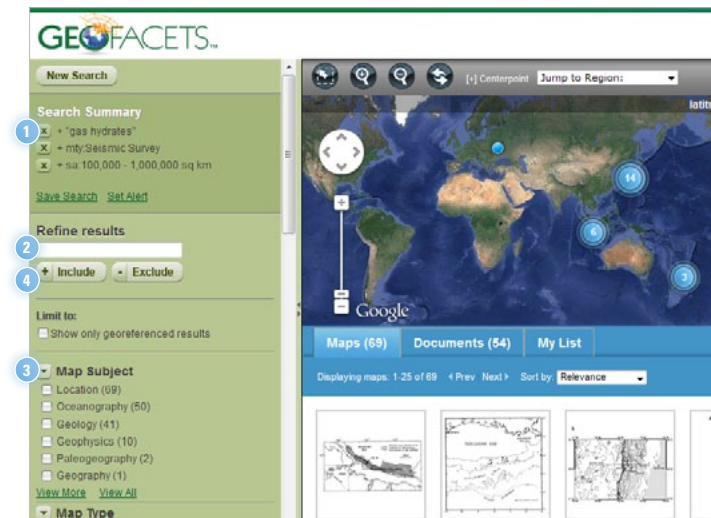 GEOFACETS™
New Search
Search Summary
1 x + "gas hydrates"
x + mty:Seismic Survey
x + sa:100,000 - 1,000,000 sq km
Save Search Set Alert
Refine results
2
4 + Include - Exclude
Limit to:
Show only georeferenced results
3 Map Subject
Location (69)
Oceanography (50)
Geology (41)
Geophysics (10)
Paleogeography (2)
Geography (1)
View More View All
Map Type
[+] Centerpoint Jump to Region:
latitu
14
6
3
Google
Maps (69) Documents (54) My List
Displaying maps: 1-25 of 69 Prev Next Sort by: Relevance